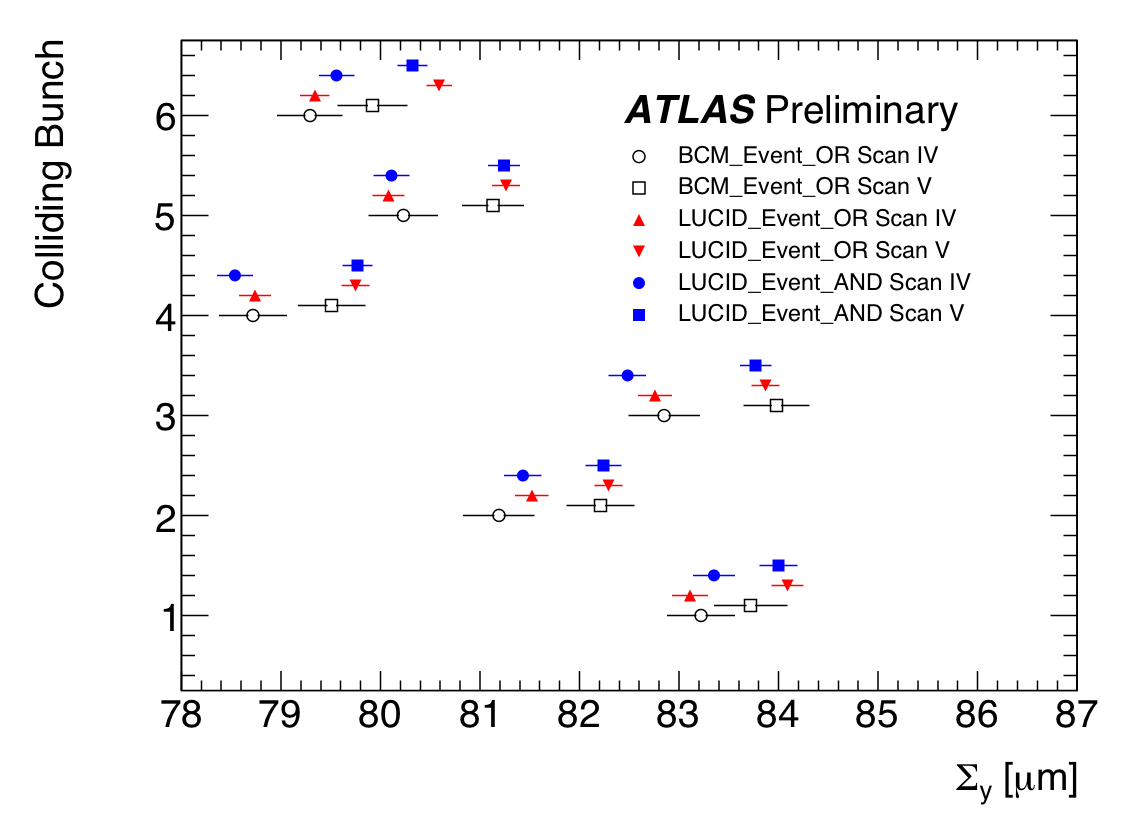 Colliding Bunch
ATLAS Preliminary
BCM_Event_OR Scan IV
BCM_Event_OR Scan V
LUCID_Event_OR Scan IV
LUCID_Event_OR Scan V
LUCID_Event_AND Scan IV
LUCID_Event_AND Scan V
6
5
4
3
2
1
78 79 80 81 82 83 84 85 86 87
Σy [μm]